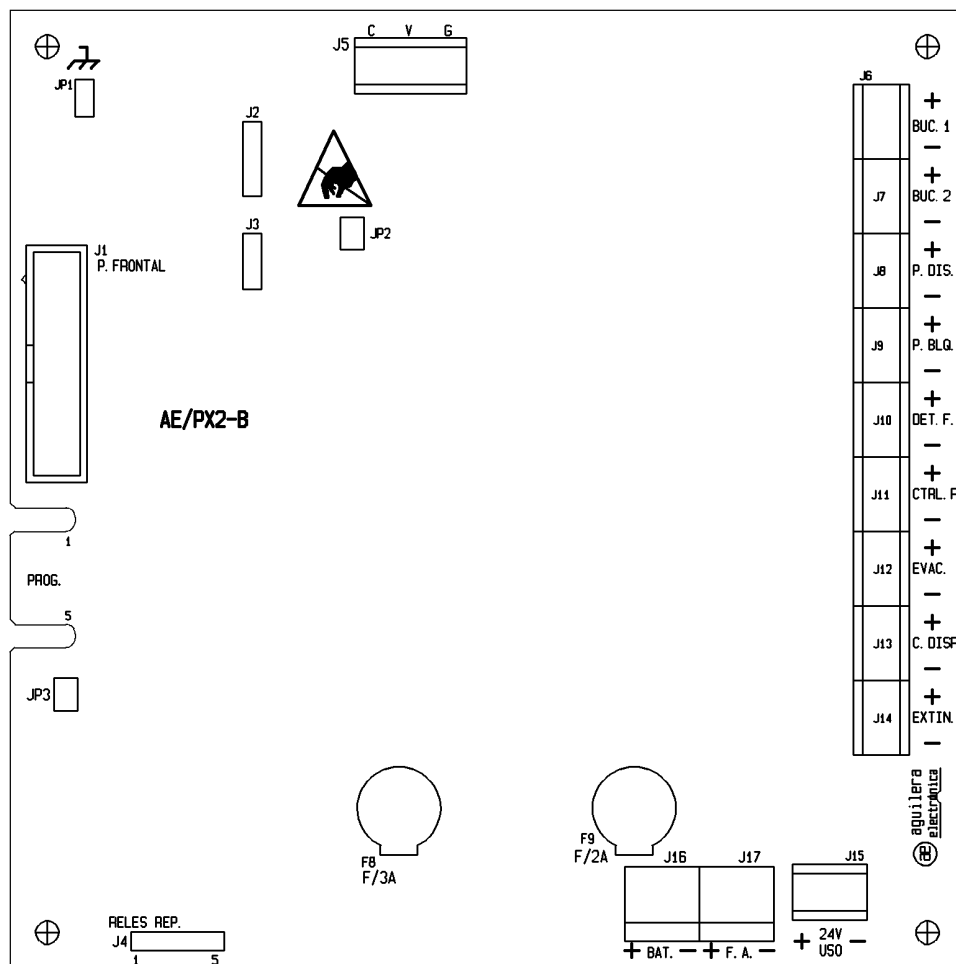 C V G
J5
JP1
J6
+
BUC. 1
-
J2
+
J7 BUC. 2
-
J3
JP2
J1
P. FRONTAL
+
J8 P. DIS.
-
+
J9 P. BLQ.
-
AE/PX2-B
+
J10 DET. F.
-
+
J11 CTRL. P
-
1
PROG.
5
+
J12 EVAC.
-
+
J13 C. DISP
-
JP3
+
J14 EXTIN.
-
aguilera
electrónica
ae
F8
F/3A
F9
F/2A
J16 J17 J15
RELES REP.
J4
1 5
+ BAT. - + F. A. -
+ 24V -
USO